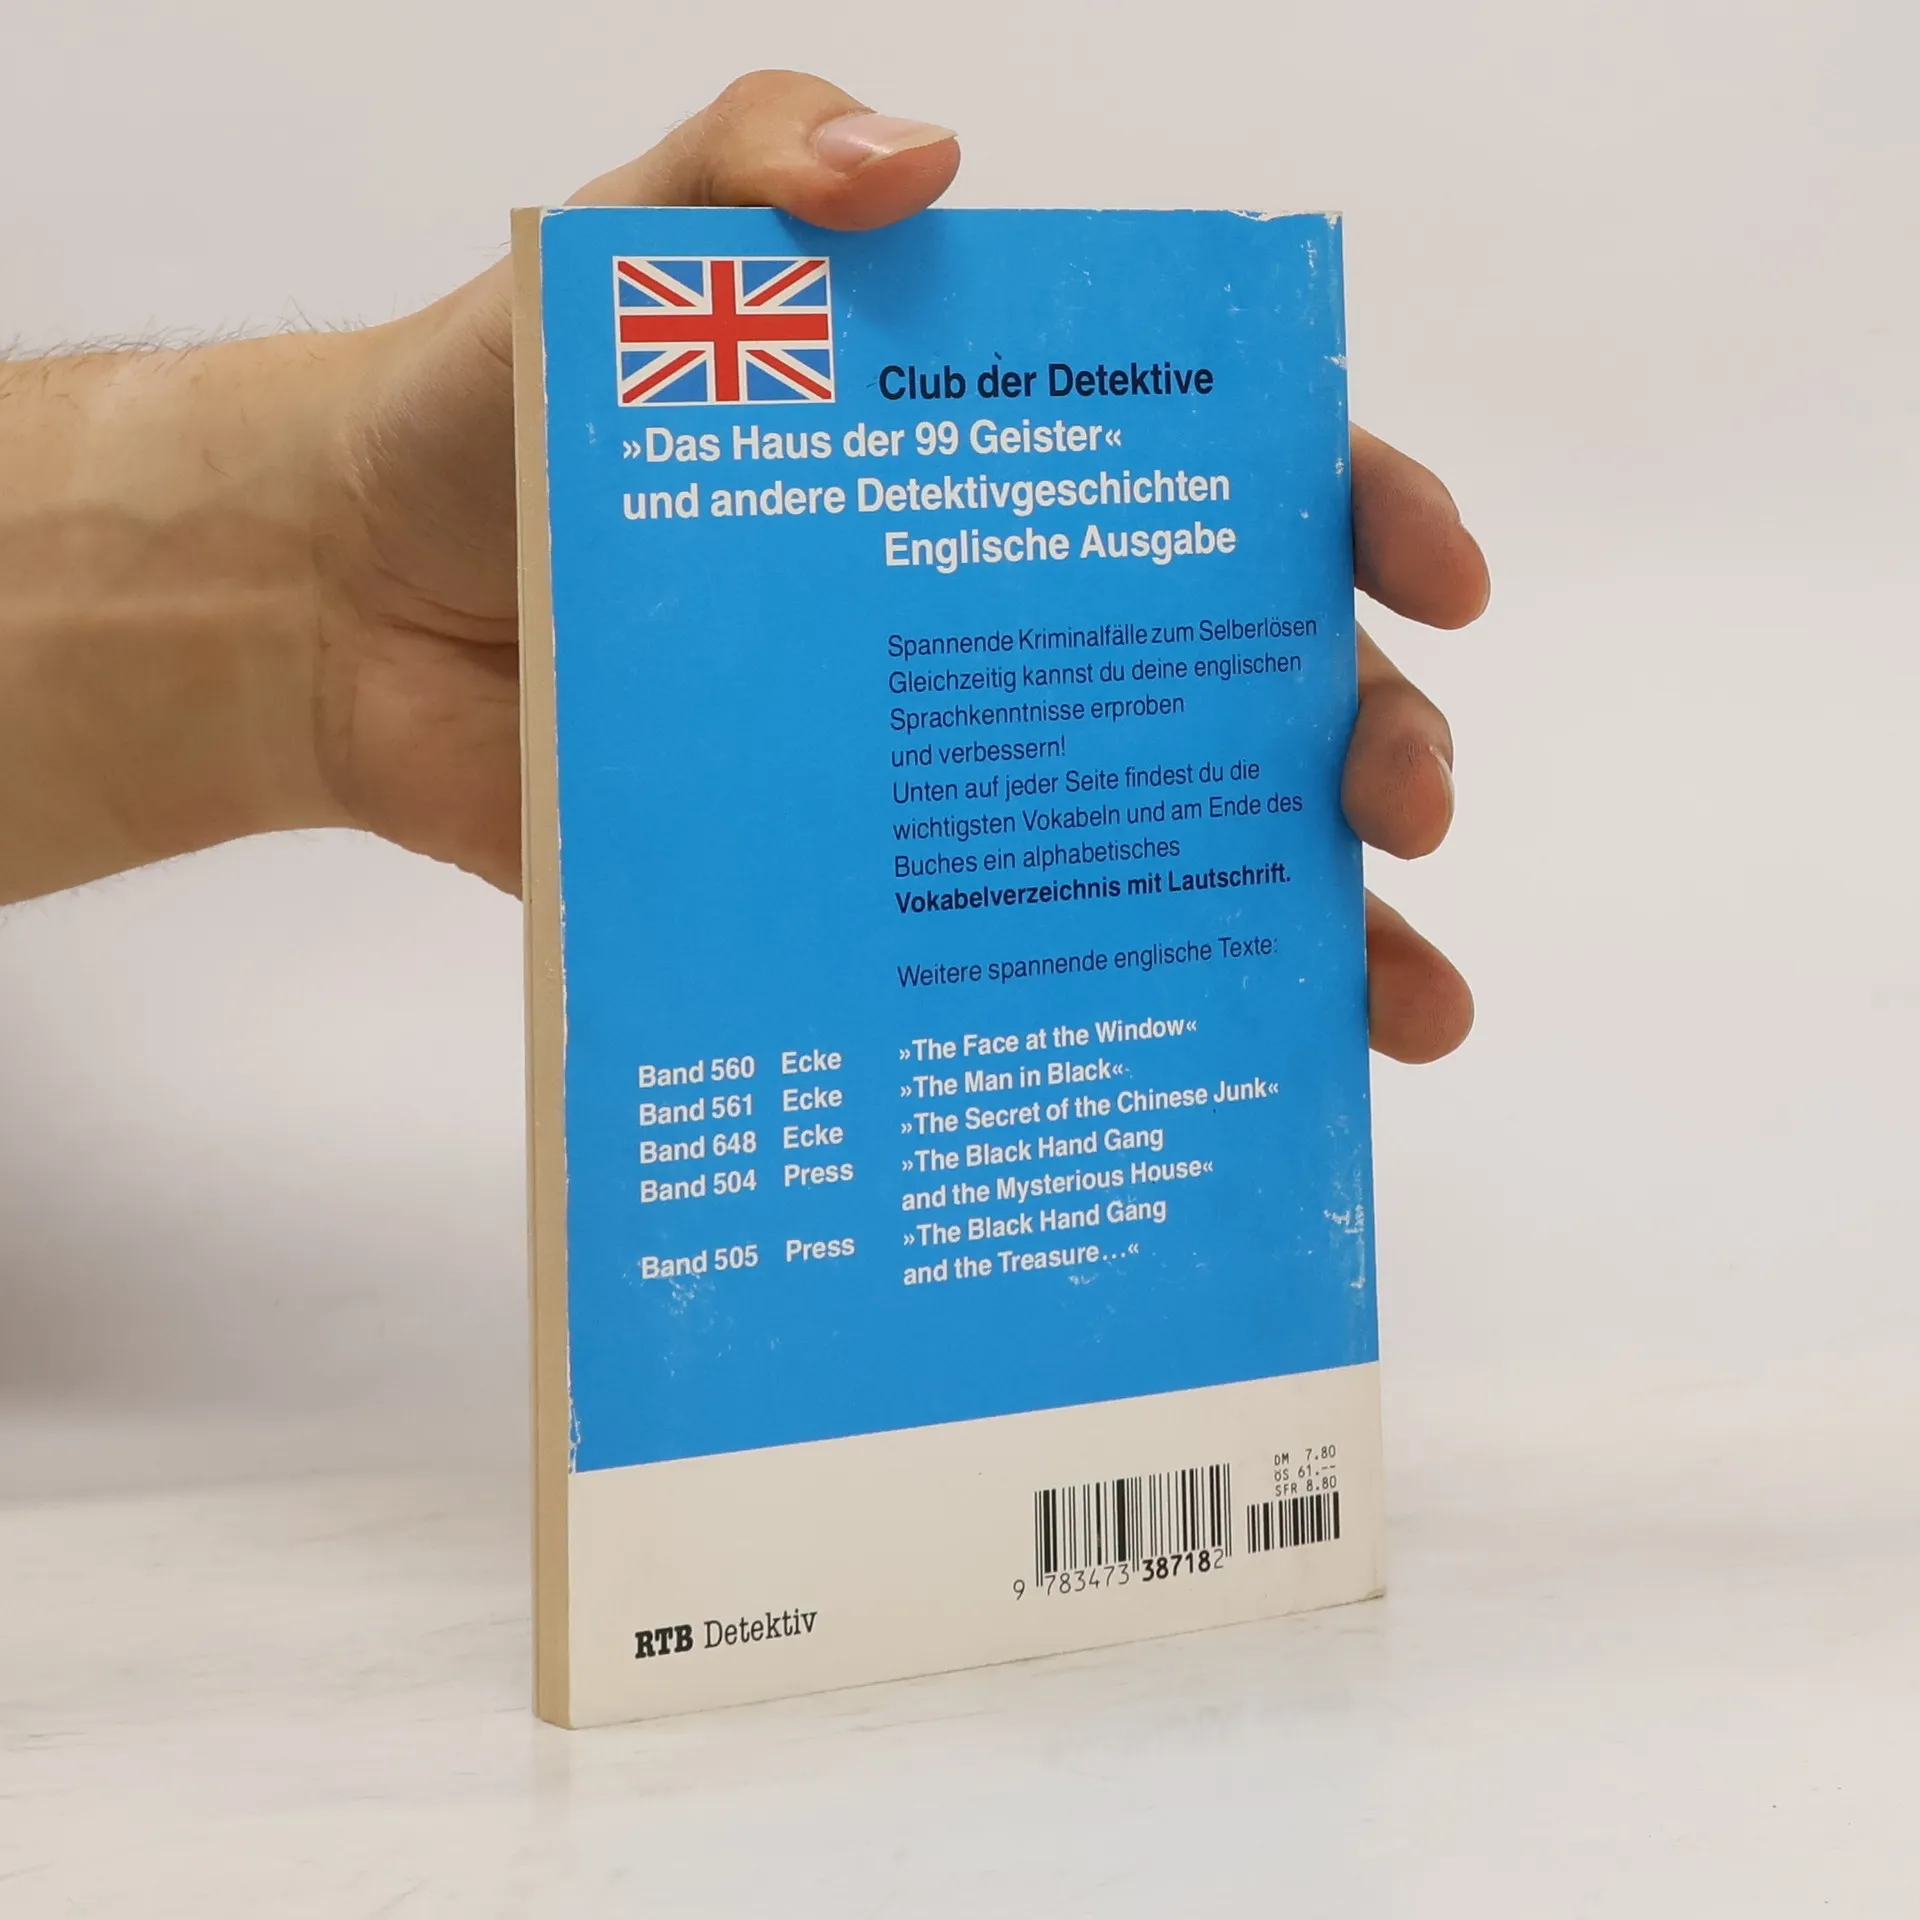 Club der Detektive
»Das Haus der 99 Geister«
und andere Detektivgeschichten
Englische Ausgabe
Spannende Kriminalfälle zum Selberlösen
Gleichzeitig kannst du deine englischen
Sprachkenntnisse erproben
und verbessern!
Unten auf jeder Seite findest du die
wichtigsten Vokabeln und am Ende des
Buches ein alphabetisches
Vokabelverzeichnis mit Lautschrift.
Weitere spannende englische Texte:
Band 560 Ecke »The Face at the Window«
Band 561 Ecke »The Man in Black«
Band 648 Ecke »The Secret of the Chinese Junk«
Band 504 Press »The Black Hand Gang
and the Mysterious House«
Band 505 Press »The Black Hand Gang
and the Treasure...«
DM 7.80
öS 61.--
SFR 8.80
9 783473 387182
RTB Detektiv